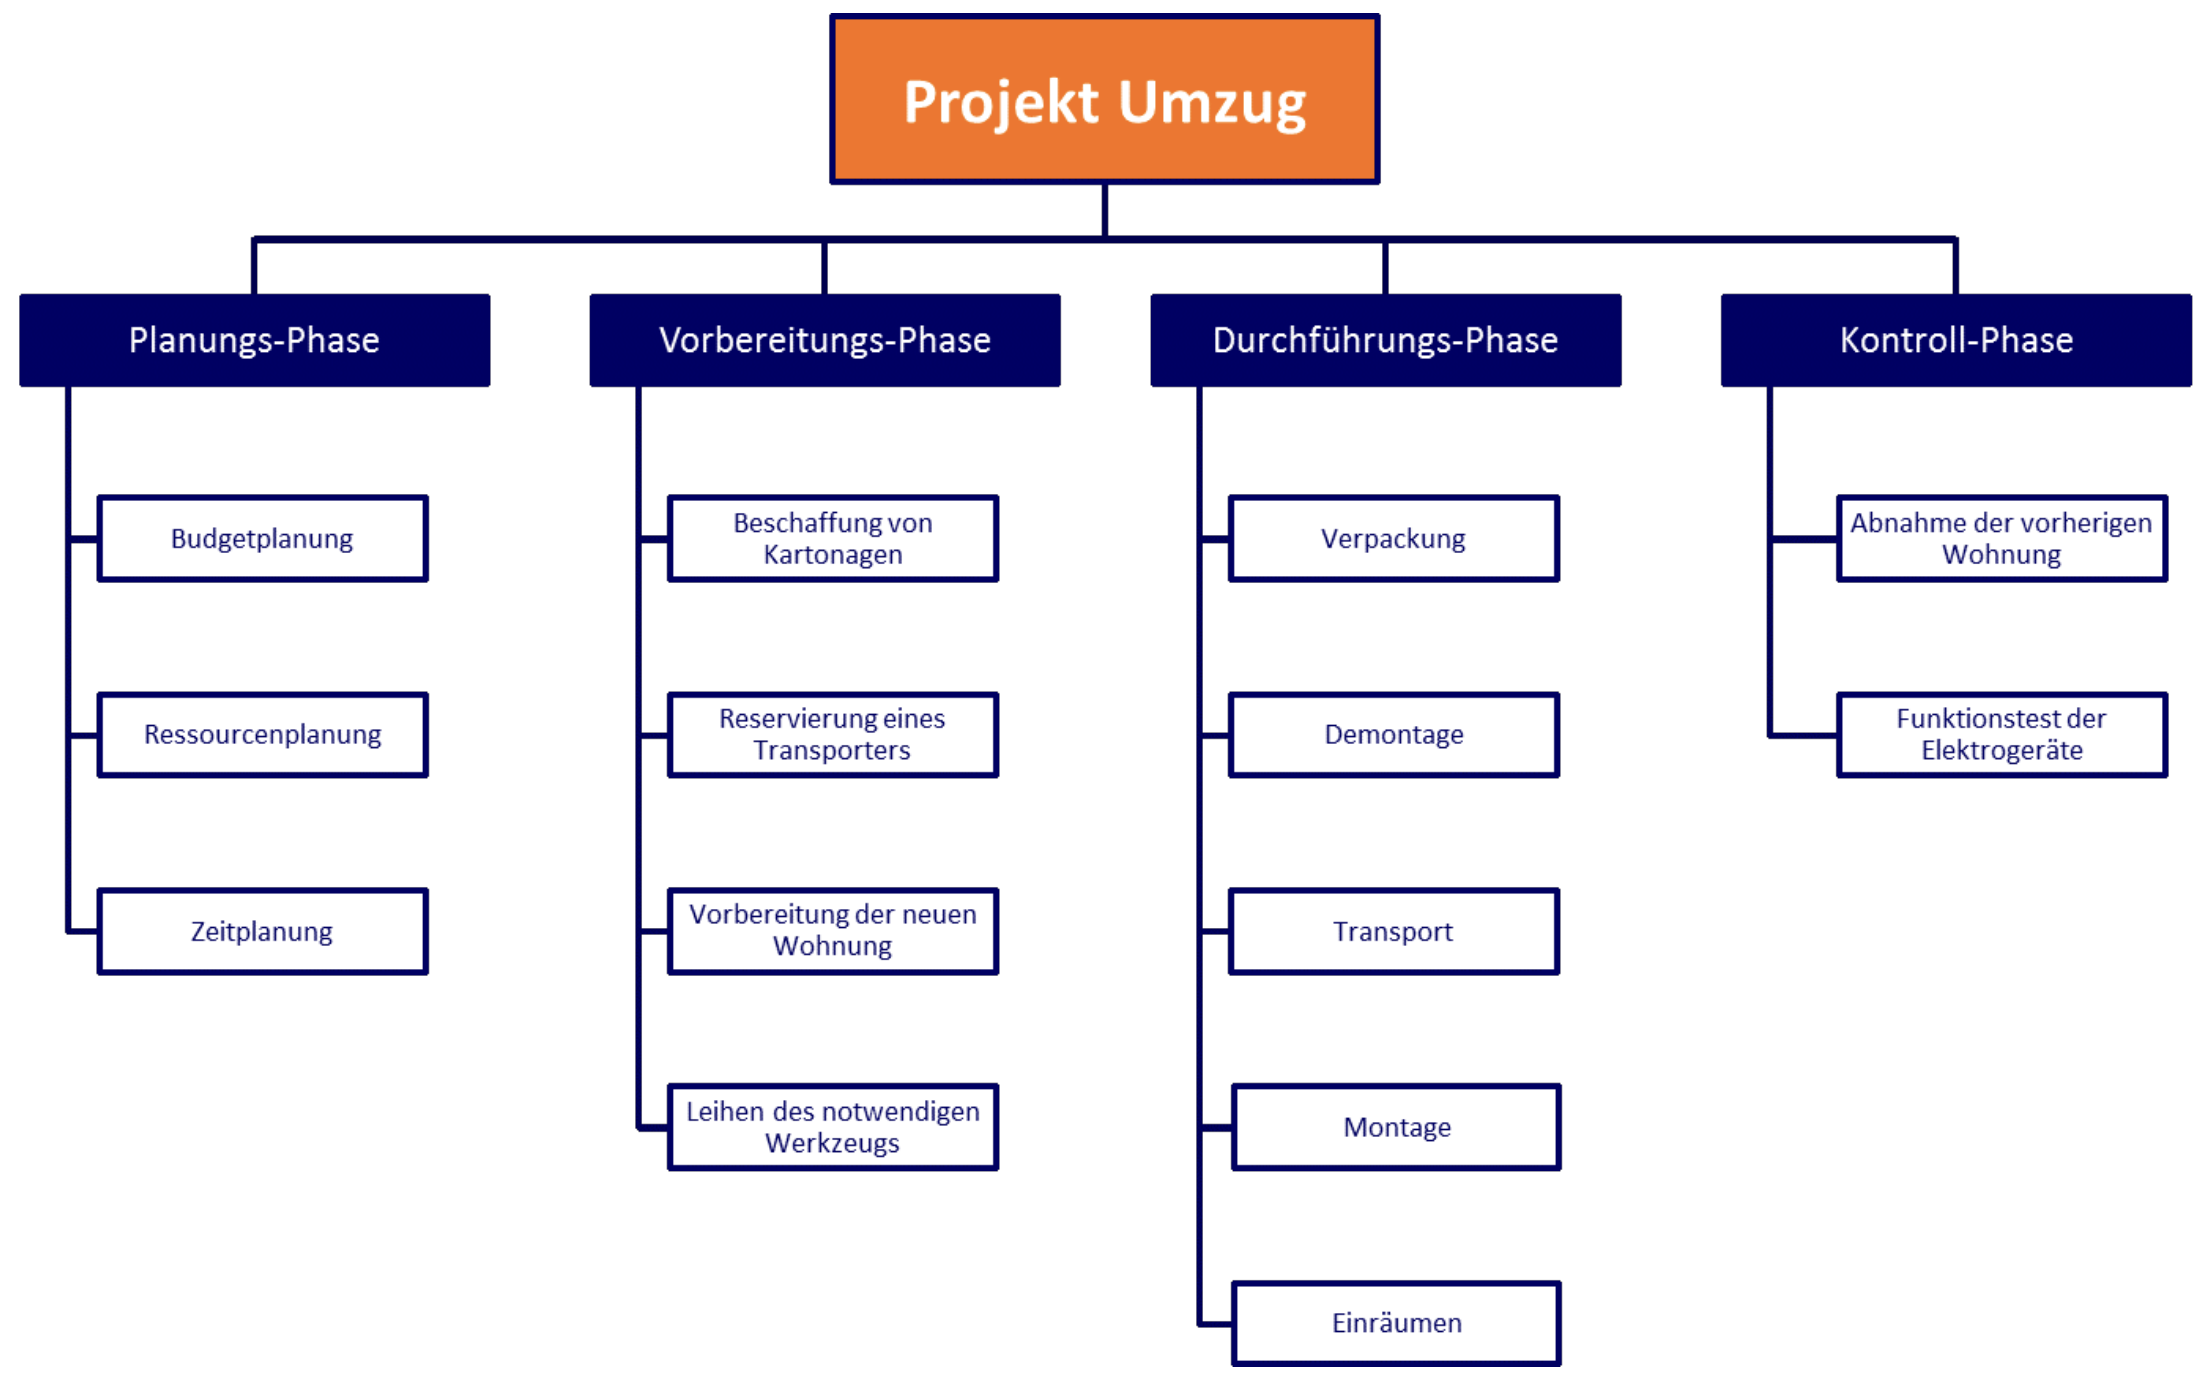 Projekt Umzug
Planungs-Phase
Vorbereitungs-Phase
Durchführungs-Phase
Kontroll-Phase
Budgetplanung
Ressourcenplanung
Zeitplanung
Beschaffung von
Kartonagen
Reservierung eines
Transporters
Vorbereitung der neuen
Wohnung
Leihen des notwendigen
Werkzeugs
Verpackung
Demontage
Transport
Montage
Einräumen
Abnahme der vorherigen
Wohnung
Funktionstest der
Elektrogeräte